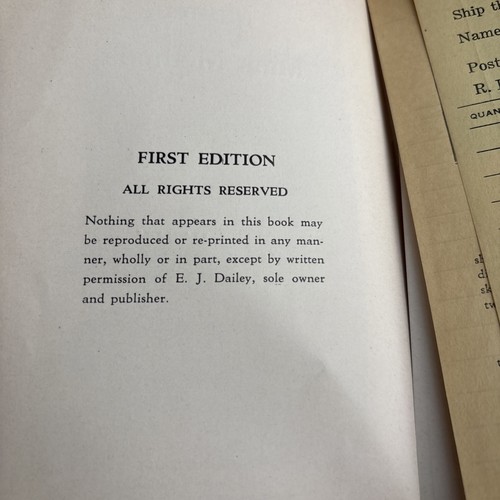 FIRST EDITION
ALL RIGHTS RESERVED
Nothing that appears in this book may
be reproduced or re-printed in any man-
ner, wholly or in part, except by written
permission of E. J. Dailey, sole owner
and publisher.
Ship
Name
Post
R.